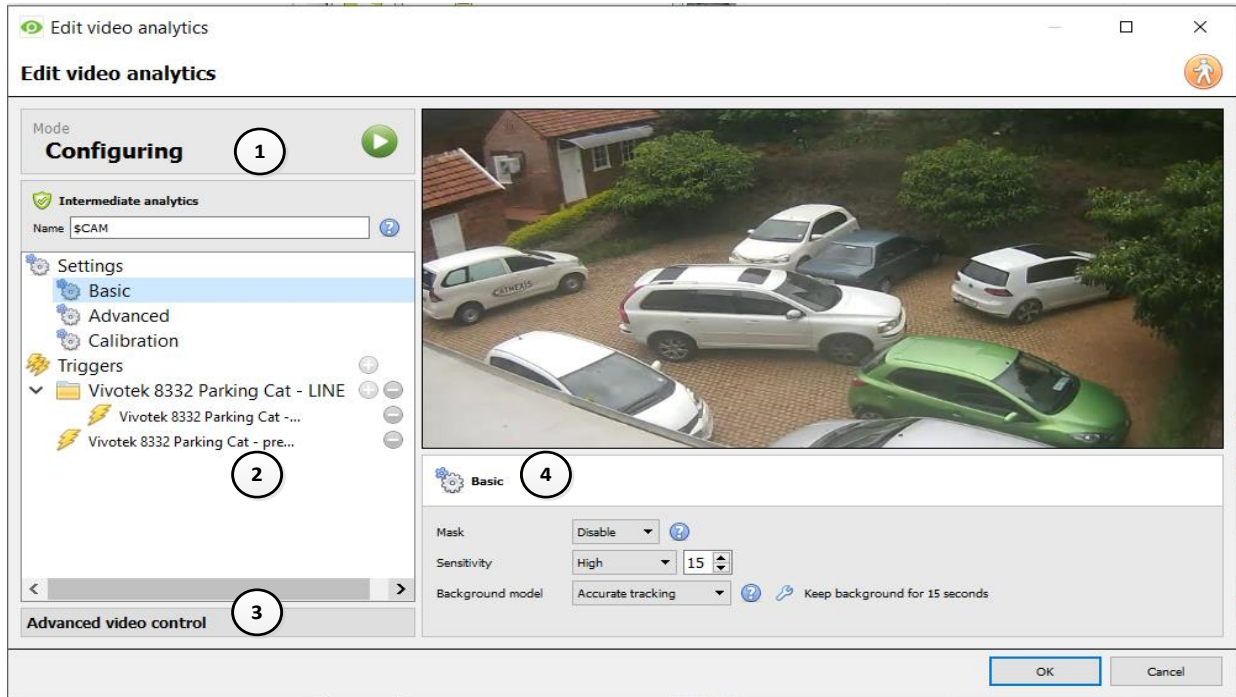 Edit video analytics
Edit video analytics
Mode
Configuring
1
Intermediate analytics
Name $CAM
Settings
Basic
Advanced
Calibration
Triggers
Vivotek 8332 Parking Cat - LINE
Vivotek 8332 Parking Cat -...
Vivotek 8332 Parking Cat - pre...
2
Advanced video control
3
CATHEXIS
Basic
4
Mask Disable
Sensitivity High 15
Background model Accurate tracking Keep background for 15 seconds
OK Cancel